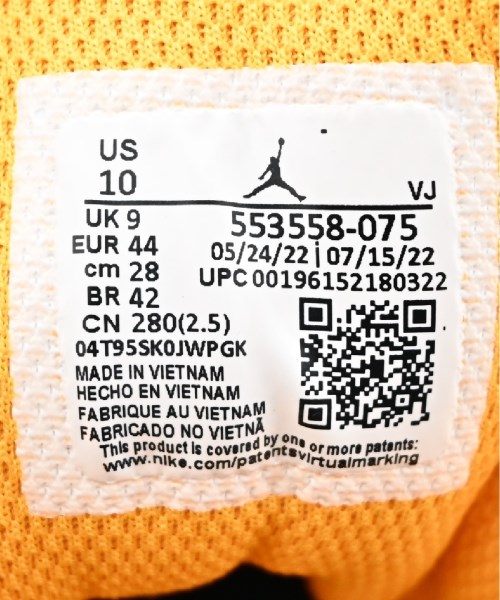 US
10
VJ
UK 9
553558-075
EUR 44
05/24/22 | 07/15/22
cm 28
UPC 00196152180322
BR 42
CN 280(2.5)
04T95SK0JWPGK
MADE IN VIETNAM
HECHO EN VIETNAM
FABRIQUE AU VIETNAM
FABRICADO NO VIETNÃ
This product is covered by one or more patents:
www.nike.com/patentsvirtualmarking